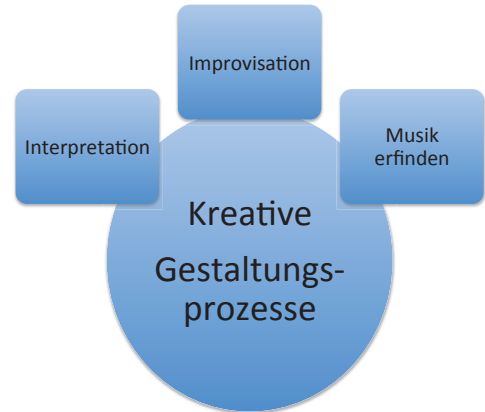 Improvisation
Interpretation
Musik
erfinden
Kreative
Gestaltungs-
prozesse